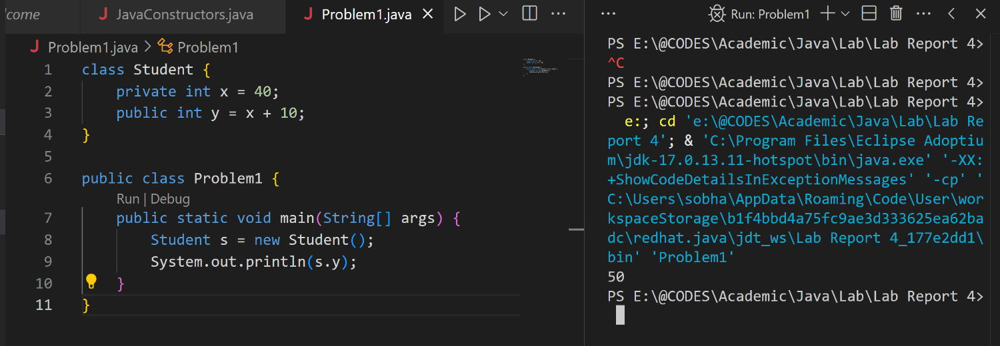 lcome
J JavaConstructors.java
J Problem1.java
Run: Problem1
J Problem1.java > Problem1
1 class Student {
2 private int x = 40;
3 public int y = x + 10;
4 }
5
6 public class Problem1 {
Run | Debug
7 public static void main(String[] args) {
8 Student s = new Student();
9 System.out.println(s.y);
10 }
11 }
PS E:\@CODES\Academic\Java\Lab\Lab Report 4>
^C
PS E:\@CODES\Academic\Java\Lab\Lab Report 4>
PS E:\@CODES\Academic\Java\Lab\Lab Report 4>
e:; cd 'e:\@CODES\Academic\Java\Lab\Lab Re
port 4'; & 'C:\Program Files\Eclipse Adoptiu
m\jdk-17.0.13.11-hotspot\bin\java.exe' '-XX:
+ShowCodeDetailsInExceptionMessages' '-cp' '
C:\Users\sobha\AppData\Roaming\Code\User\wor
kspaceStorage\b1f4bbd4a75fc9ae3d333625ea62ba
dc\redhat.java\jdt_ws\Lab Report 4_177e2dd1\
bin' 'Problem1'
50
PS E:\@CODES\Academic\Java\Lab\Lab Report 4>